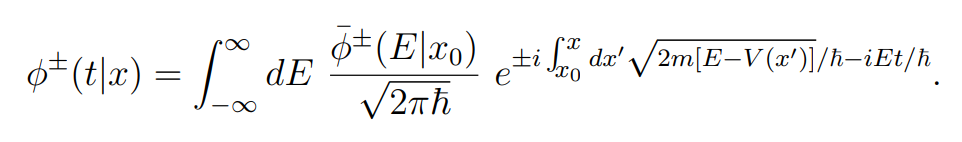 $$\phi^{\pm}(t|x) = \int_{-\infty}^{\infty} dE \; \frac{\bar{\phi}^{\pm}(E|x_0)}{\sqrt{2\pi\hbar}} \; e^{\pm i \int_{x_0}^{x} dx' \sqrt{2m[E-V(x')]}/\hbar - iEt/\hbar}.$$